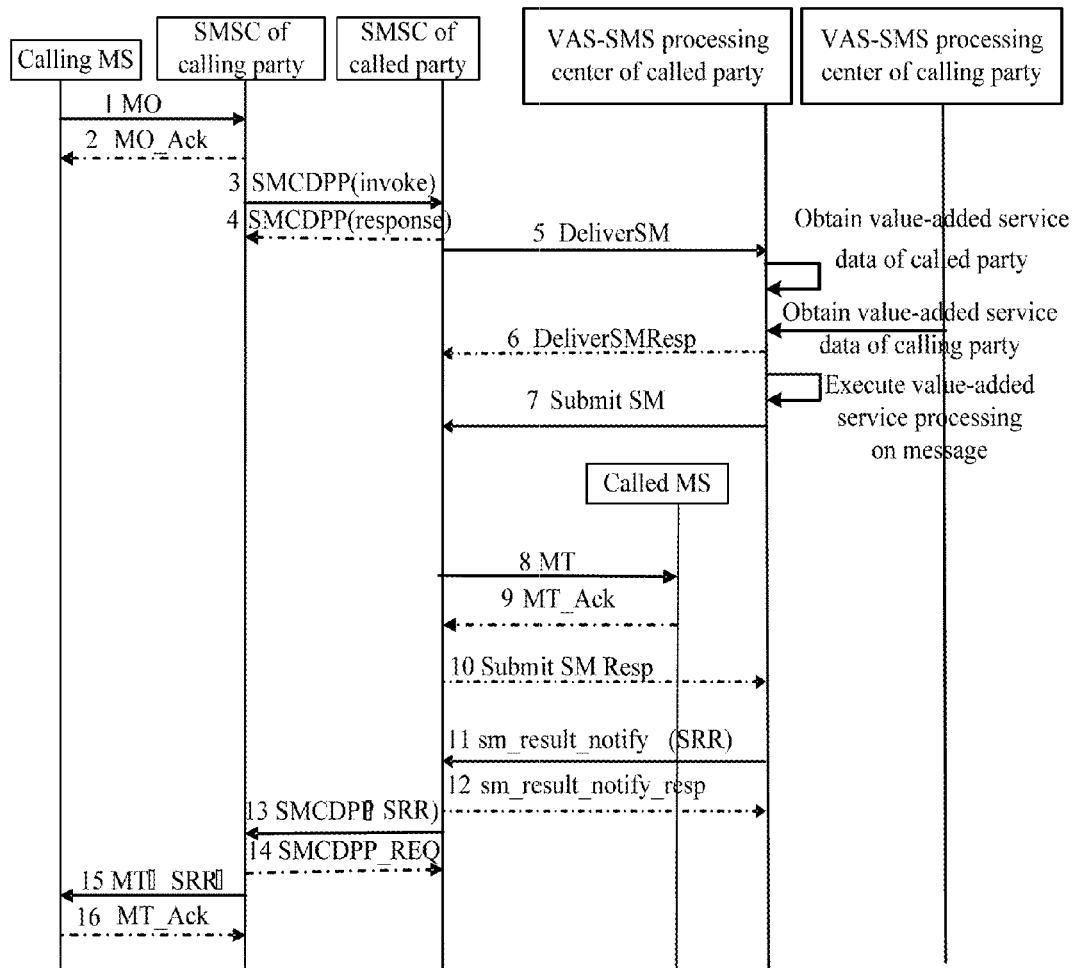 Calling MS
SMSC of
calling party
SMSC of
called party
VAS-SMS processing
center of called party
VAS-SMS processing
center of calling party
1 MO
2 MO_Ack
3 SMCDPP(invoke)
4 SMCDPP(response)
5 DeliverSM
Obtain value-added service
data of called party
Obtain value-added service
data of calling party
6 DeliverSMResp
Execute value-added
service processing
on message
7 Submit SM
Called MS
8 MT
9 MT_Ack
10 Submit SM Resp
11 sm_result_notify (SRR)
12 sm_result_notify_resp
13 SMCDPP▯ SRR)
14 SMCDPP_REQ
15 MT▯ SRR▯
16 MT_Ack